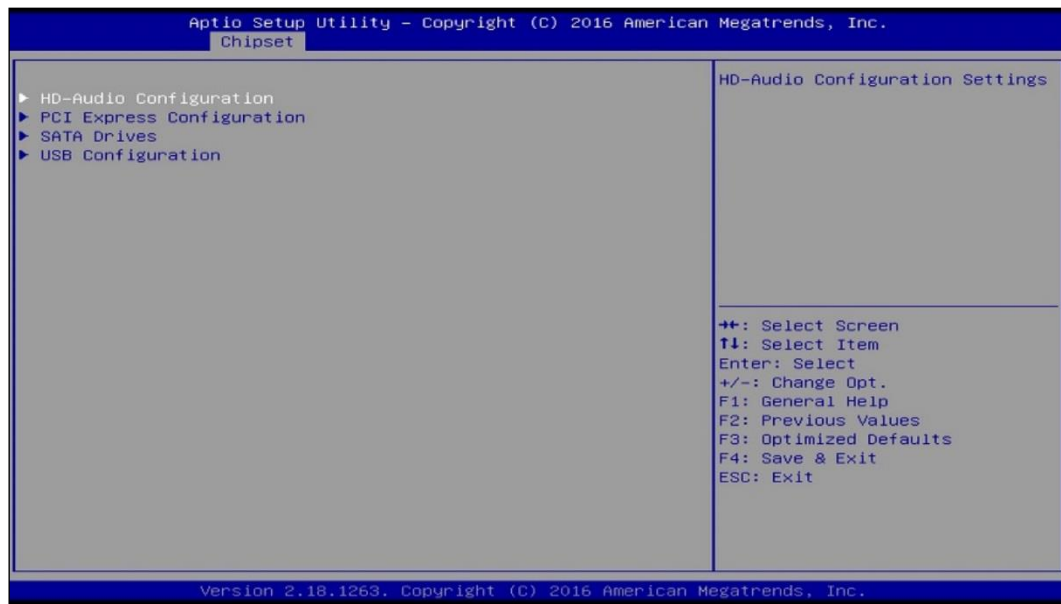 Aptio Setup Utility – Copyright (C) 2016 American Megatrends, Inc.
Chipset
► HD-Audio Configuration
► PCI Express Configuration
► SATA Drives
► USB Configuration
HD-Audio Configuration Settings
→←: Select Screen
↑↓: Select Item
Enter: Select
+/-: Change Opt.
F1: General Help
F2: Previous Values
F3: Optimized Defaults
F4: Save & Exit
ESC: Exit
Version 2.18.1263. Copyright (C) 2016 American Megatrends, Inc.